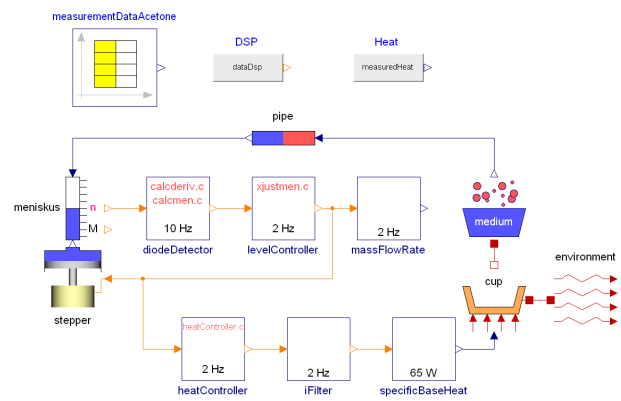 measurementDataAcetone
DSP
dataDsp
Heat
measuredHeat
pipe
meniskus
n
M
calcderiv.c
calcmen.c
10 Hz
diodeDetector
xjustmen.c
2 Hz
levelController
2 Hz
massFlowRate
medium
environment
cup
stepper
heatController.c
2 Hz
heatController
2 Hz
iFilter
65 W
specificBaseHeat